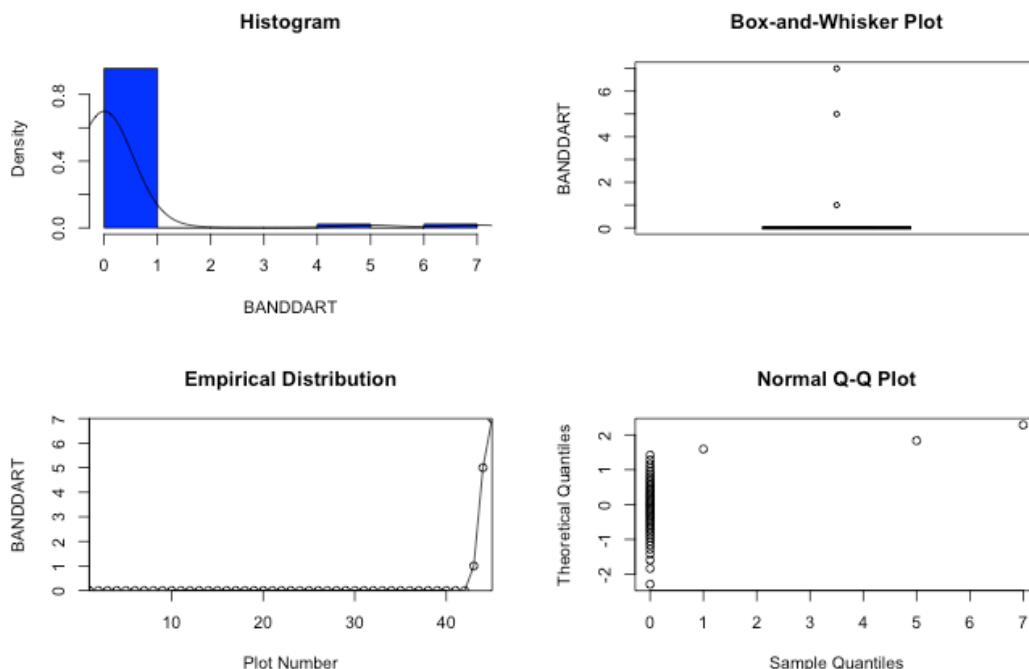 Histogram
Density
0.0
0.4
0.8
0 1 2 3 4 5 6 7
BANDDART
Box-and-Whisker Plot
BANDDART
0
2
4
6
Empirical Distribution
BANDDART
0
1
2
3
4
5
6
7
10 20 30 40
Plot Number
Normal Q-Q Plot
Theoretical Quantiles
-2
-1
0
1
2
0 1 2 3 4 5 6 7
Sample Quantiles